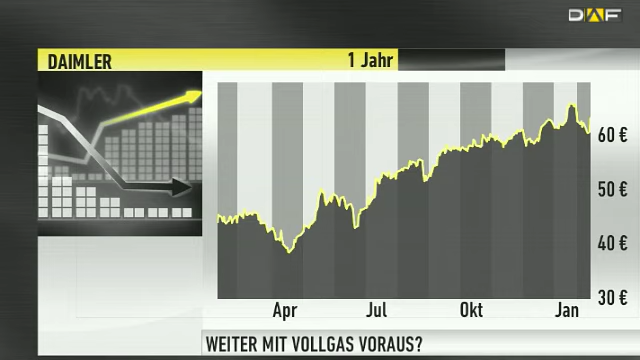 DAF
DAIMLER
1 Jahr
60 €
50 €
40 €
30 €
Apr Jul Okt Jan
WEITER MIT VOLLGAS VORAUS?